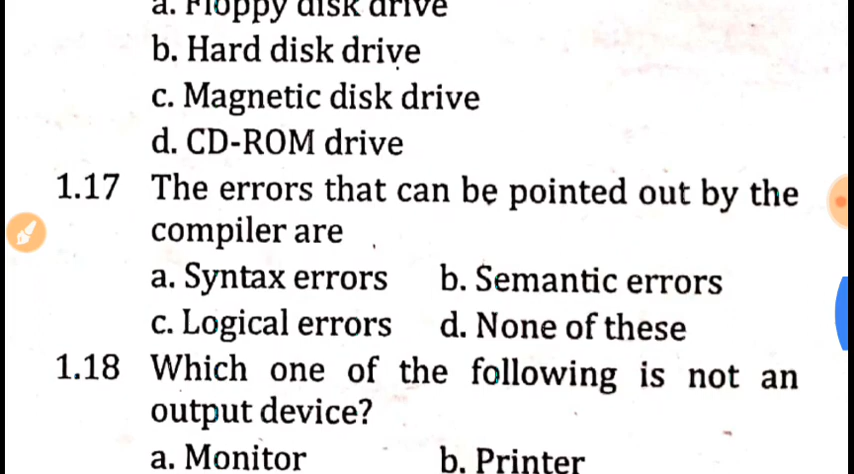 a. Floppy disk drive
b. Hard disk drive
c. Magnetic disk drive
d. CD-ROM drive
1.17 The errors that can be pointed out by the
compiler are
a. Syntax errors b. Semantic errors
c. Logical errors d. None of these
1.18 Which one of the following is not an
output device?
a. Monitor b. Printer